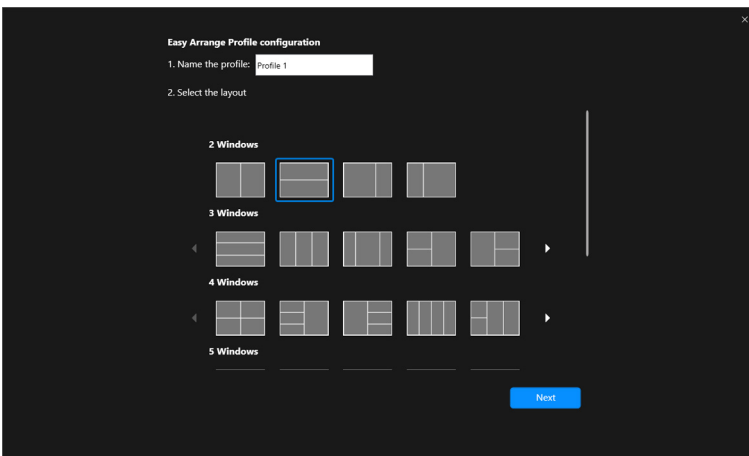 Easy Arrange Profile configuration
1. Name the profile: Profile 1
2. Select the layout
2 Windows
3 Windows
4 Windows
5 Windows
Next